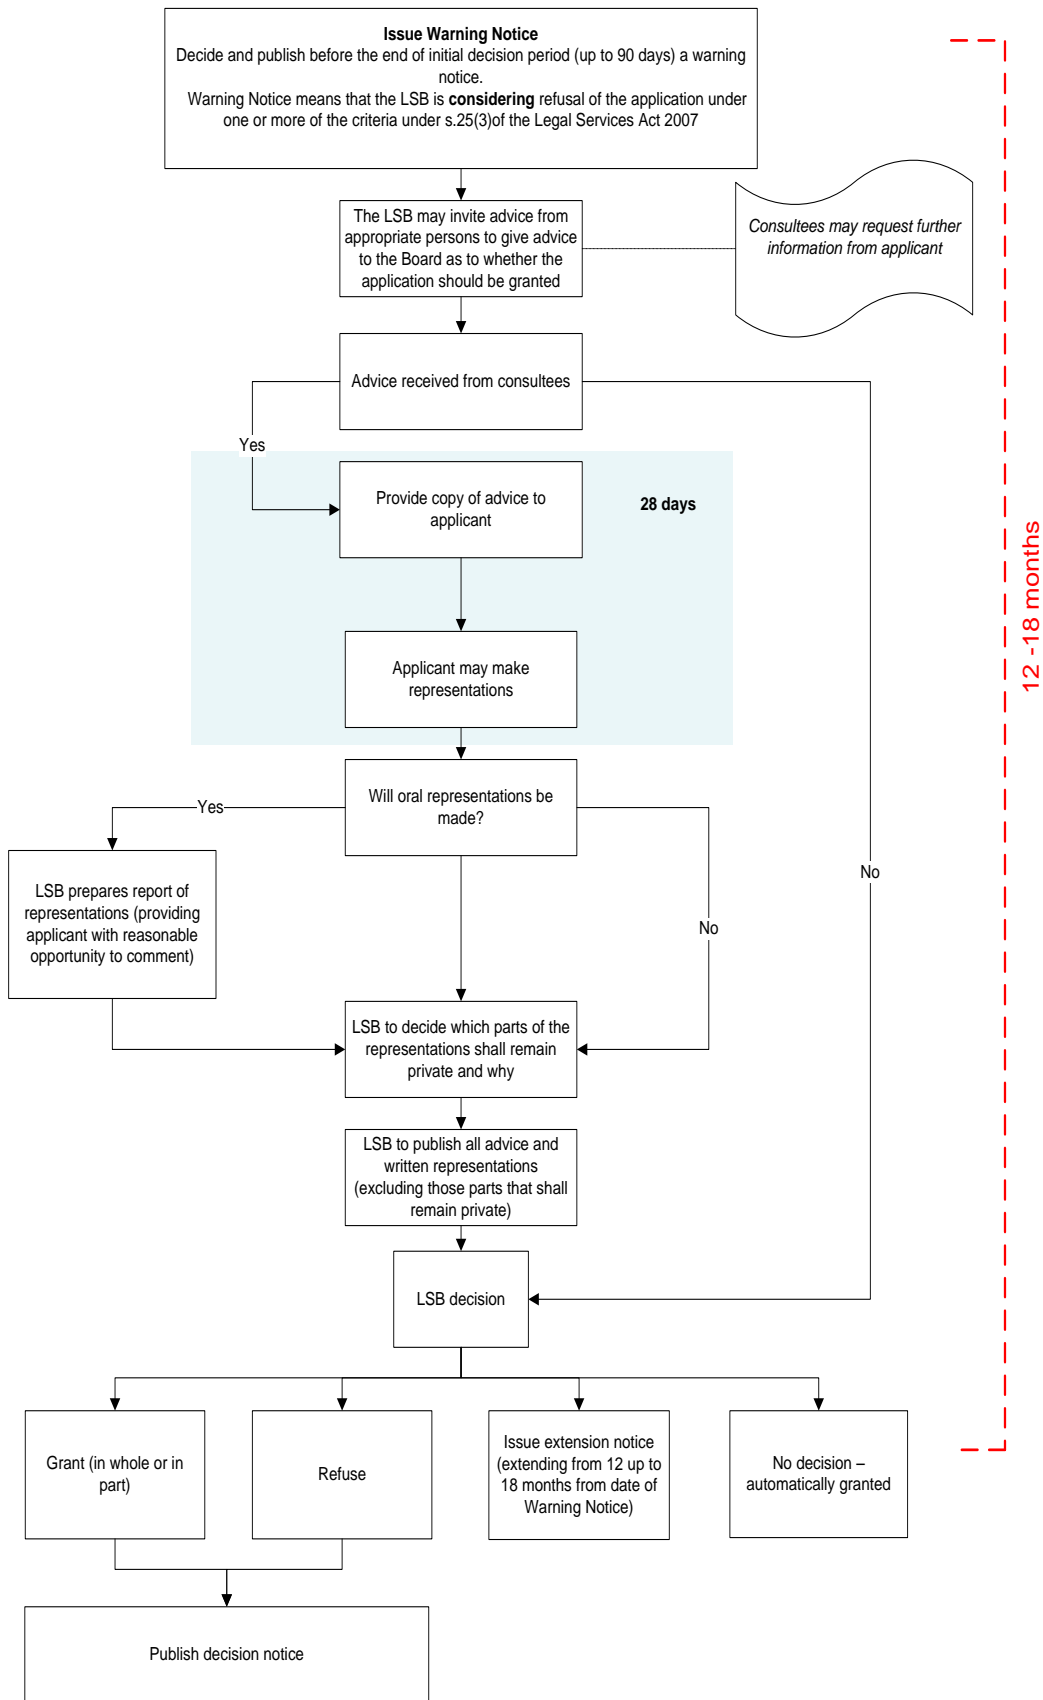 Issue Warning Notice
Decide and publish before the end of initial decision period (up to 90 days) a warning
notice.
Warning Notice means that the LSB is considering refusal of the application under
one or more of the criteria under s.25(3)of the Legal Services Act 2007
The LSB may invite advice from
appropriate persons to give advice
to the Board as to whether the
application should be granted
Consultees may request further
information from applicant
Advice received from consultees
Yes
Provide copy of advice to
applicant
28 days
12 -18 months
Applicant may make
representations
Will oral representations be
made?
Yes
No
LSB prepares report of
representations (providing
applicant with reasonable
opportunity to comment)
No
LSB to decide which parts of the
representations shall remain
private and why
LSB to publish all advice and
written representations
(excluding those parts that shall
remain private)
LSB decision
Grant (in whole or in
part)
Refuse
Issue extension notice
(extending from 12 up to
18 months from date of
Warning Notice)
No decision –
automatically granted
Publish decision notice